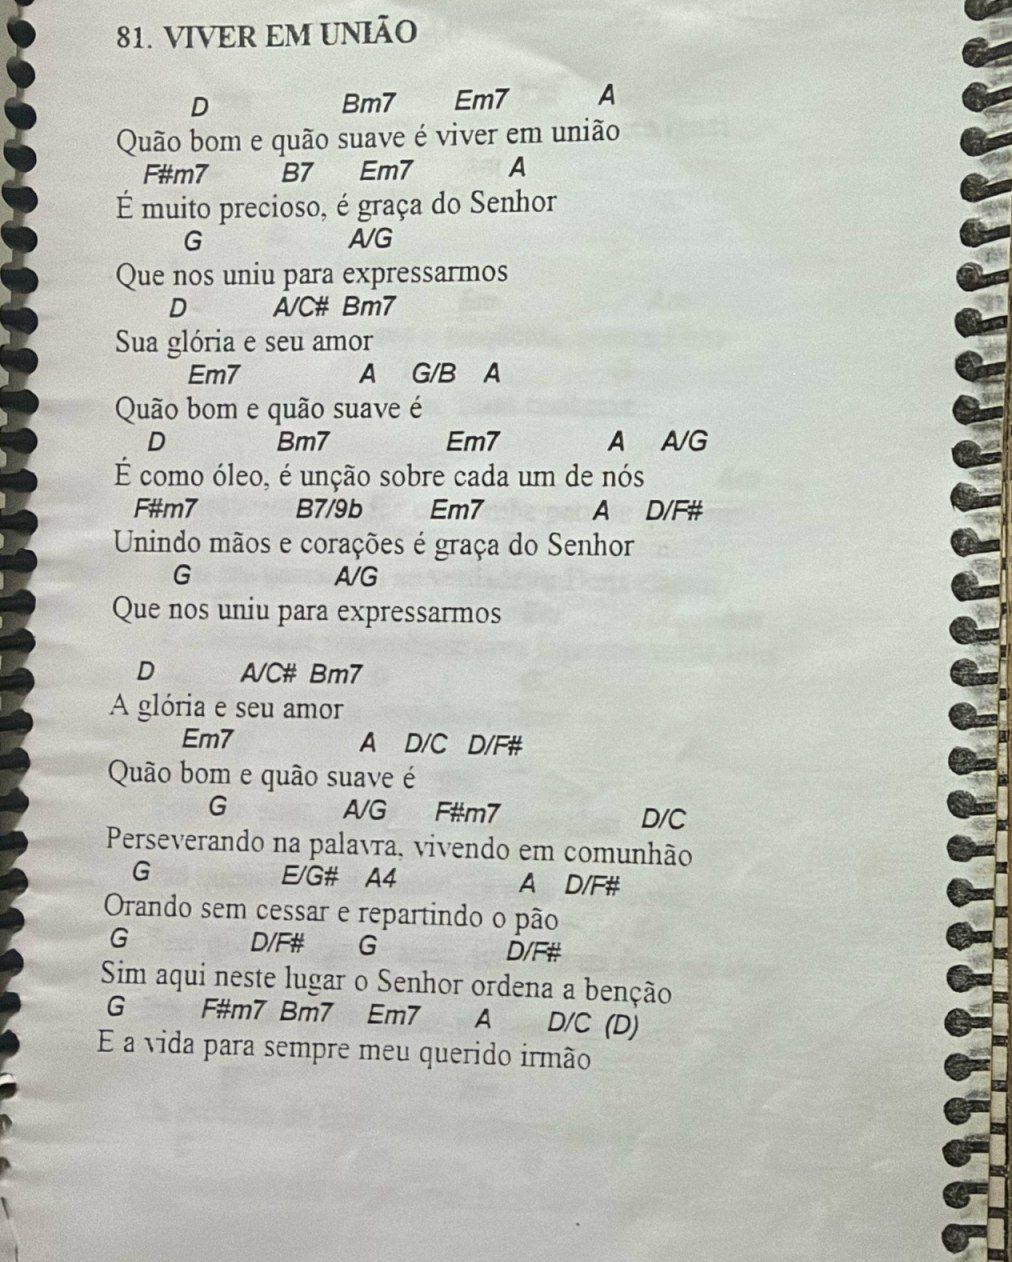 81. VIVER EM UNIÃO
D Bm7 Em7 A
Quão bom e quão suave é viver em união
F#m7 B7 Em7 A
É muito precioso, é graça do Senhor
G A/G
Que nos uniu para expressarmos
D A/C# Bm7
Sua glória e seu amor
Em7 A G/B A
Quão bom e quão suave é
D Bm7 Em7 A A/G
É como óleo, é unção sobre cada um de nós
F#m7 B7/9b Em7 A D/F#
Unindo mãos e corações é graça do Senhor
G A/G
Que nos uniu para expressarmos
D A/C# Bm7
A glória e seu amor
Em7 A D/C D/F#
Quão bom e quão suave é
G A/G F#m7 D/C
Perseverando na palavra, vivendo em comunhão
G E/G# A4 A D/F#
Orando sem cessar e repartindo o pão
G D/F# G D/F#
Sim aqui neste lugar o Senhor ordena a benção
G F#m7 Bm7 Em7 A D/C (D)
E a vida para sempre meu querido irmão